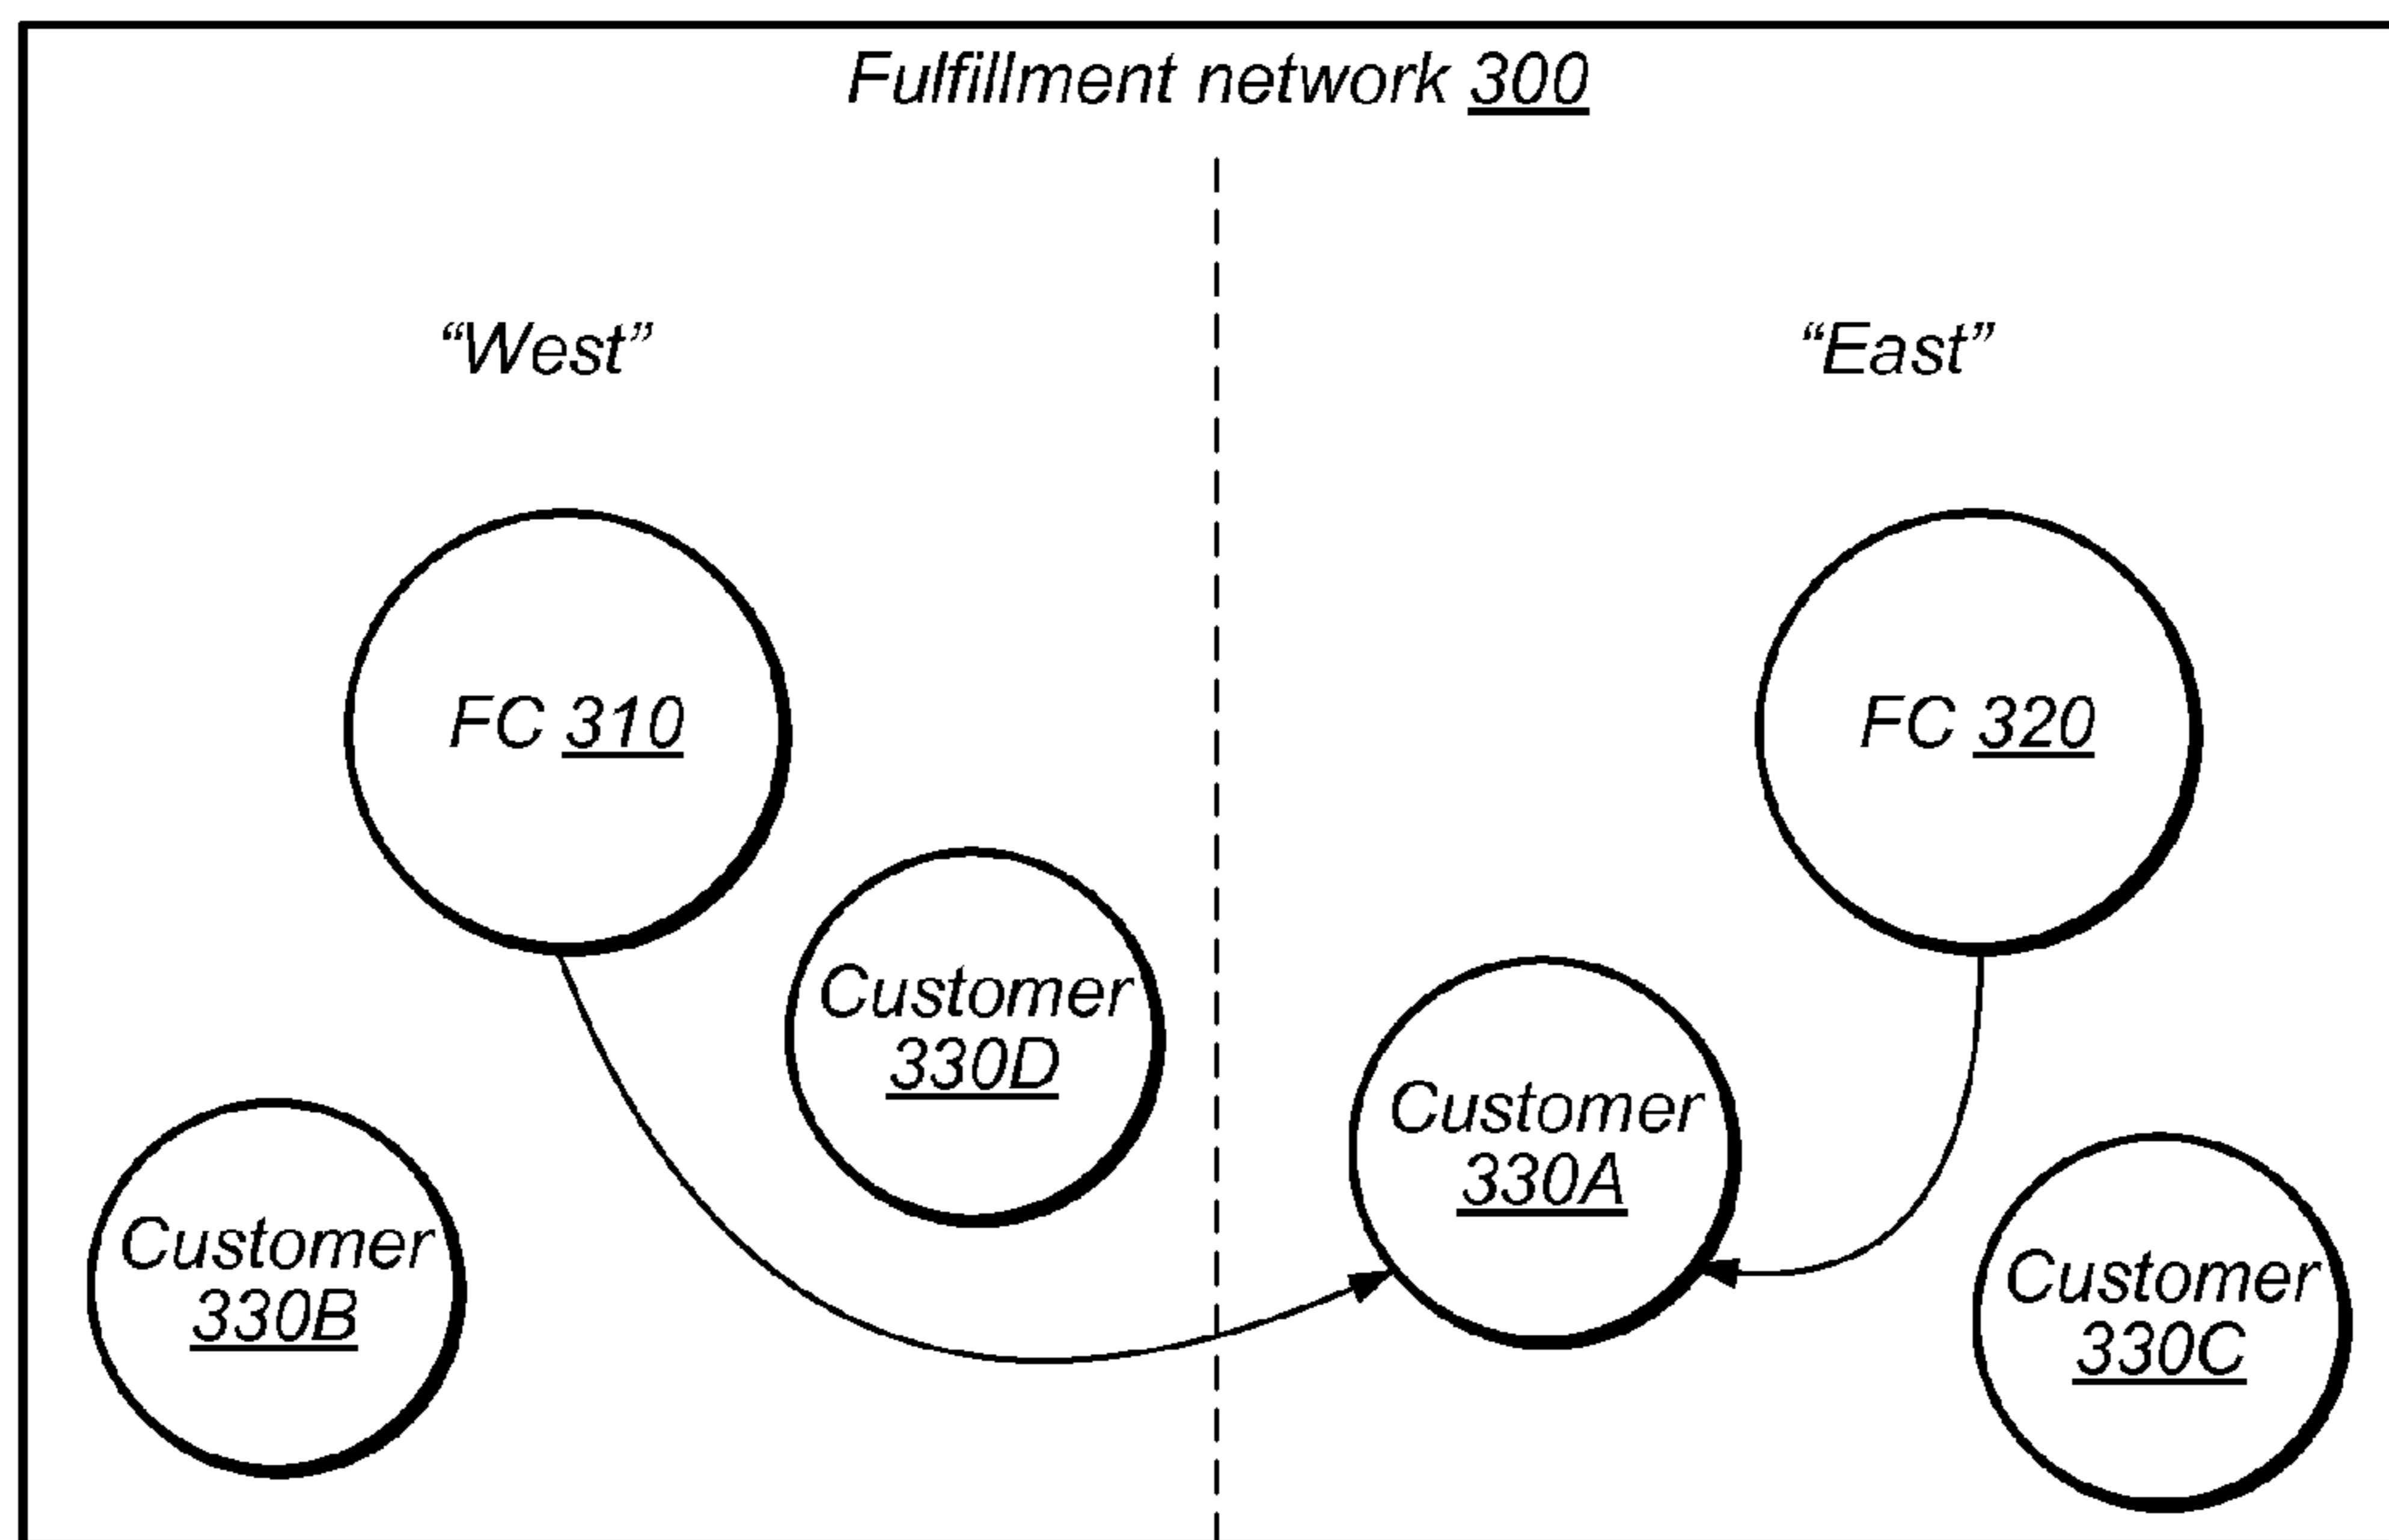 Fulfillment network 300
“West”
“East”
FC 310
FC 320
Customer
330D
Customer
330A
Customer
330B
Customer
330C